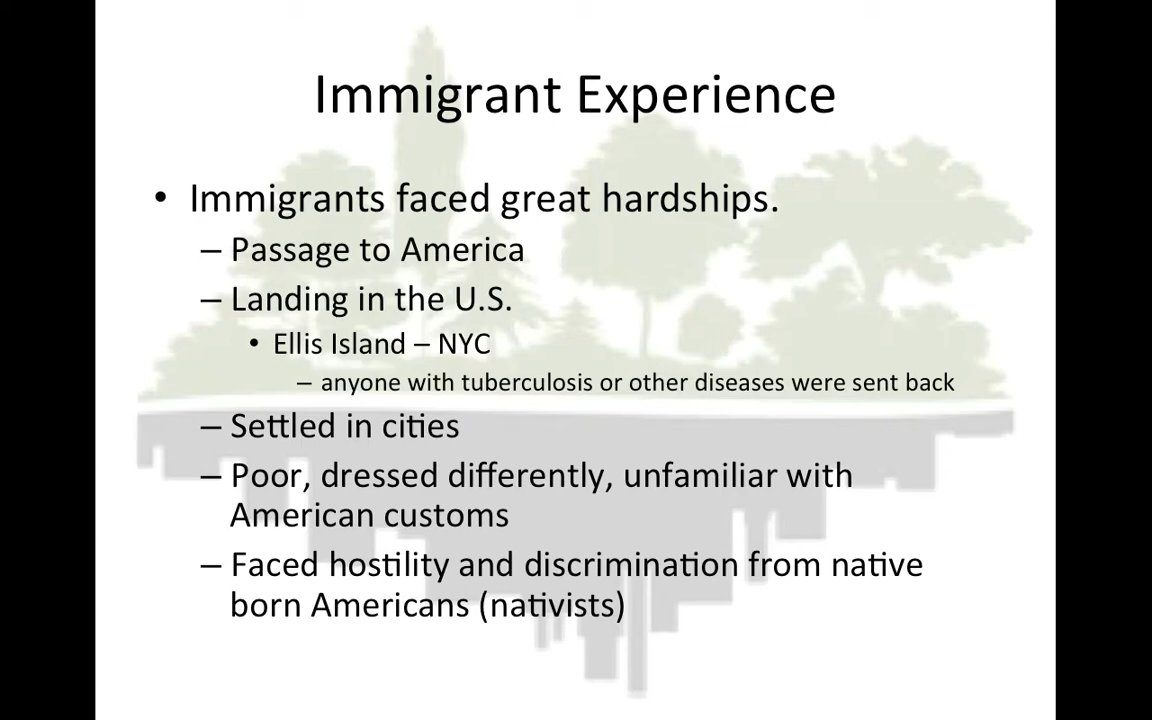 Immigrant Experience
• Immigrants faced great hardships.
– Passage to America
– Landing in the U.S.
• Ellis Island – NYC
– anyone with tuberculosis or other diseases were sent back
– Settled in cities
– Poor, dressed differently, unfamiliar with
American customs
– Faced hostility and discrimination from native
born Americans (nativists)